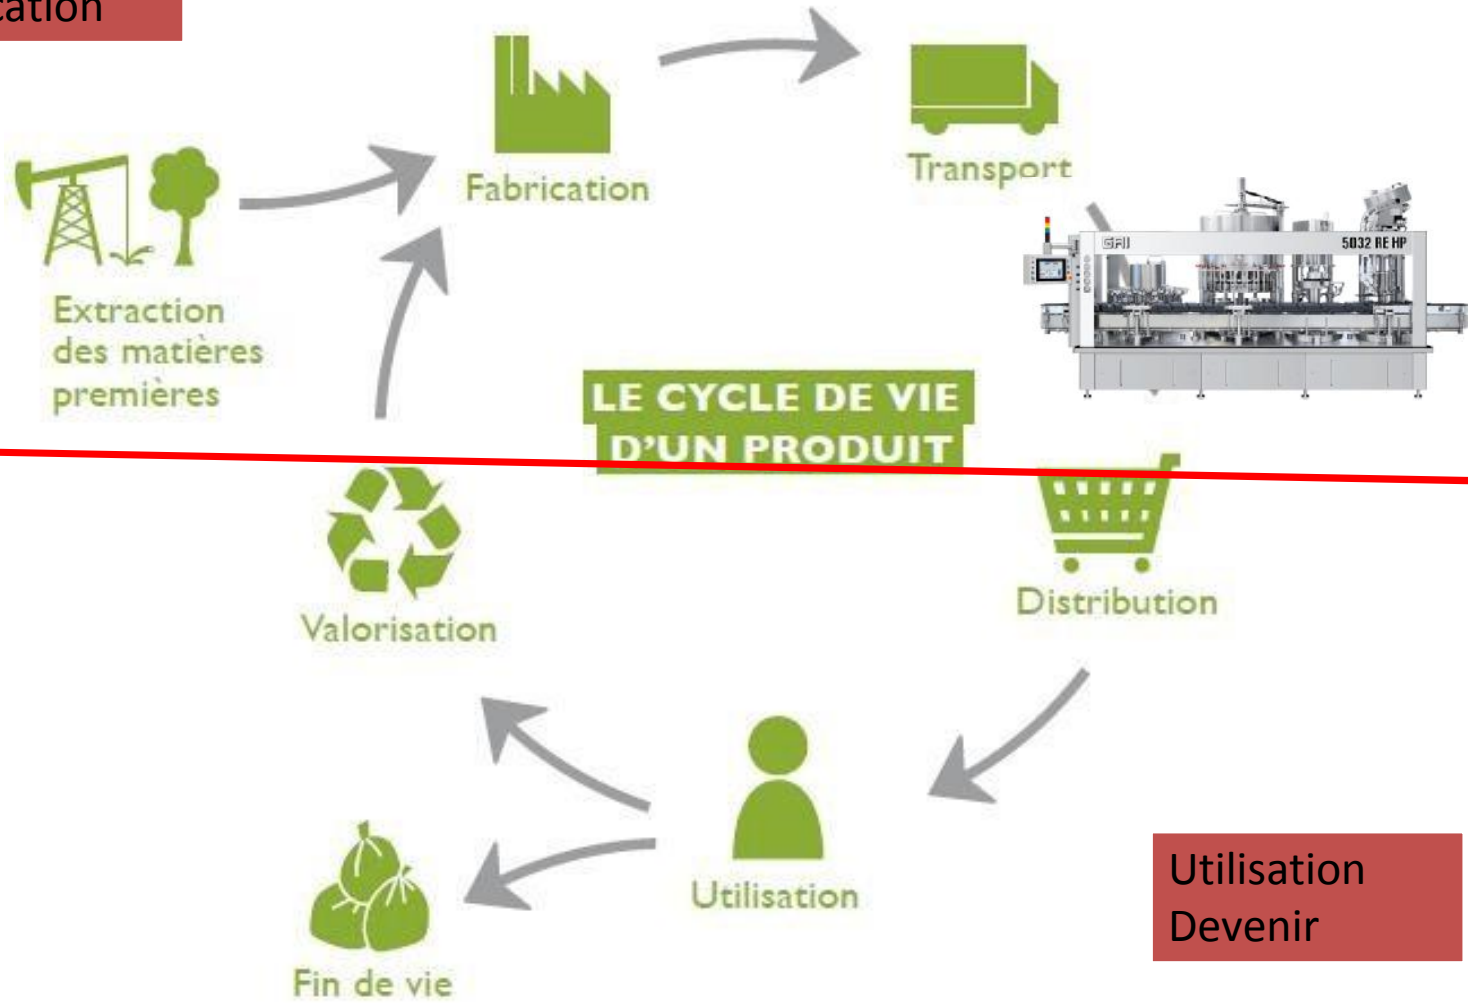 Fabrication
Transport
GAI
5032 RE HP
Extraction
des matières
premières
LE CYCLE DE VIE
D'UN PRODUIT
Valorisation
Distribution
Utilisation
Fin de vie
Utilisation
Devenir